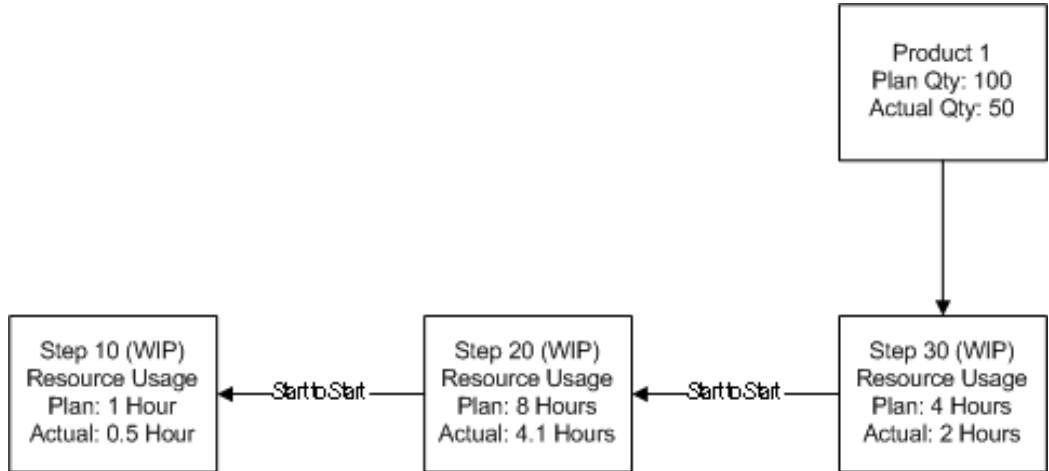 Product 1
Plan Qty: 100
Actual Qty: 50
Step 10 (WIP)
Resource Usage
Plan: 1 Hour
Actual: 0.5 Hour
Start to Start
Step 20 (WIP)
Resource Usage
Plan: 8 Hours
Actual: 4.1 Hours
Start to Start
Step 30 (WIP)
Resource Usage
Plan: 4 Hours
Actual: 2 Hours